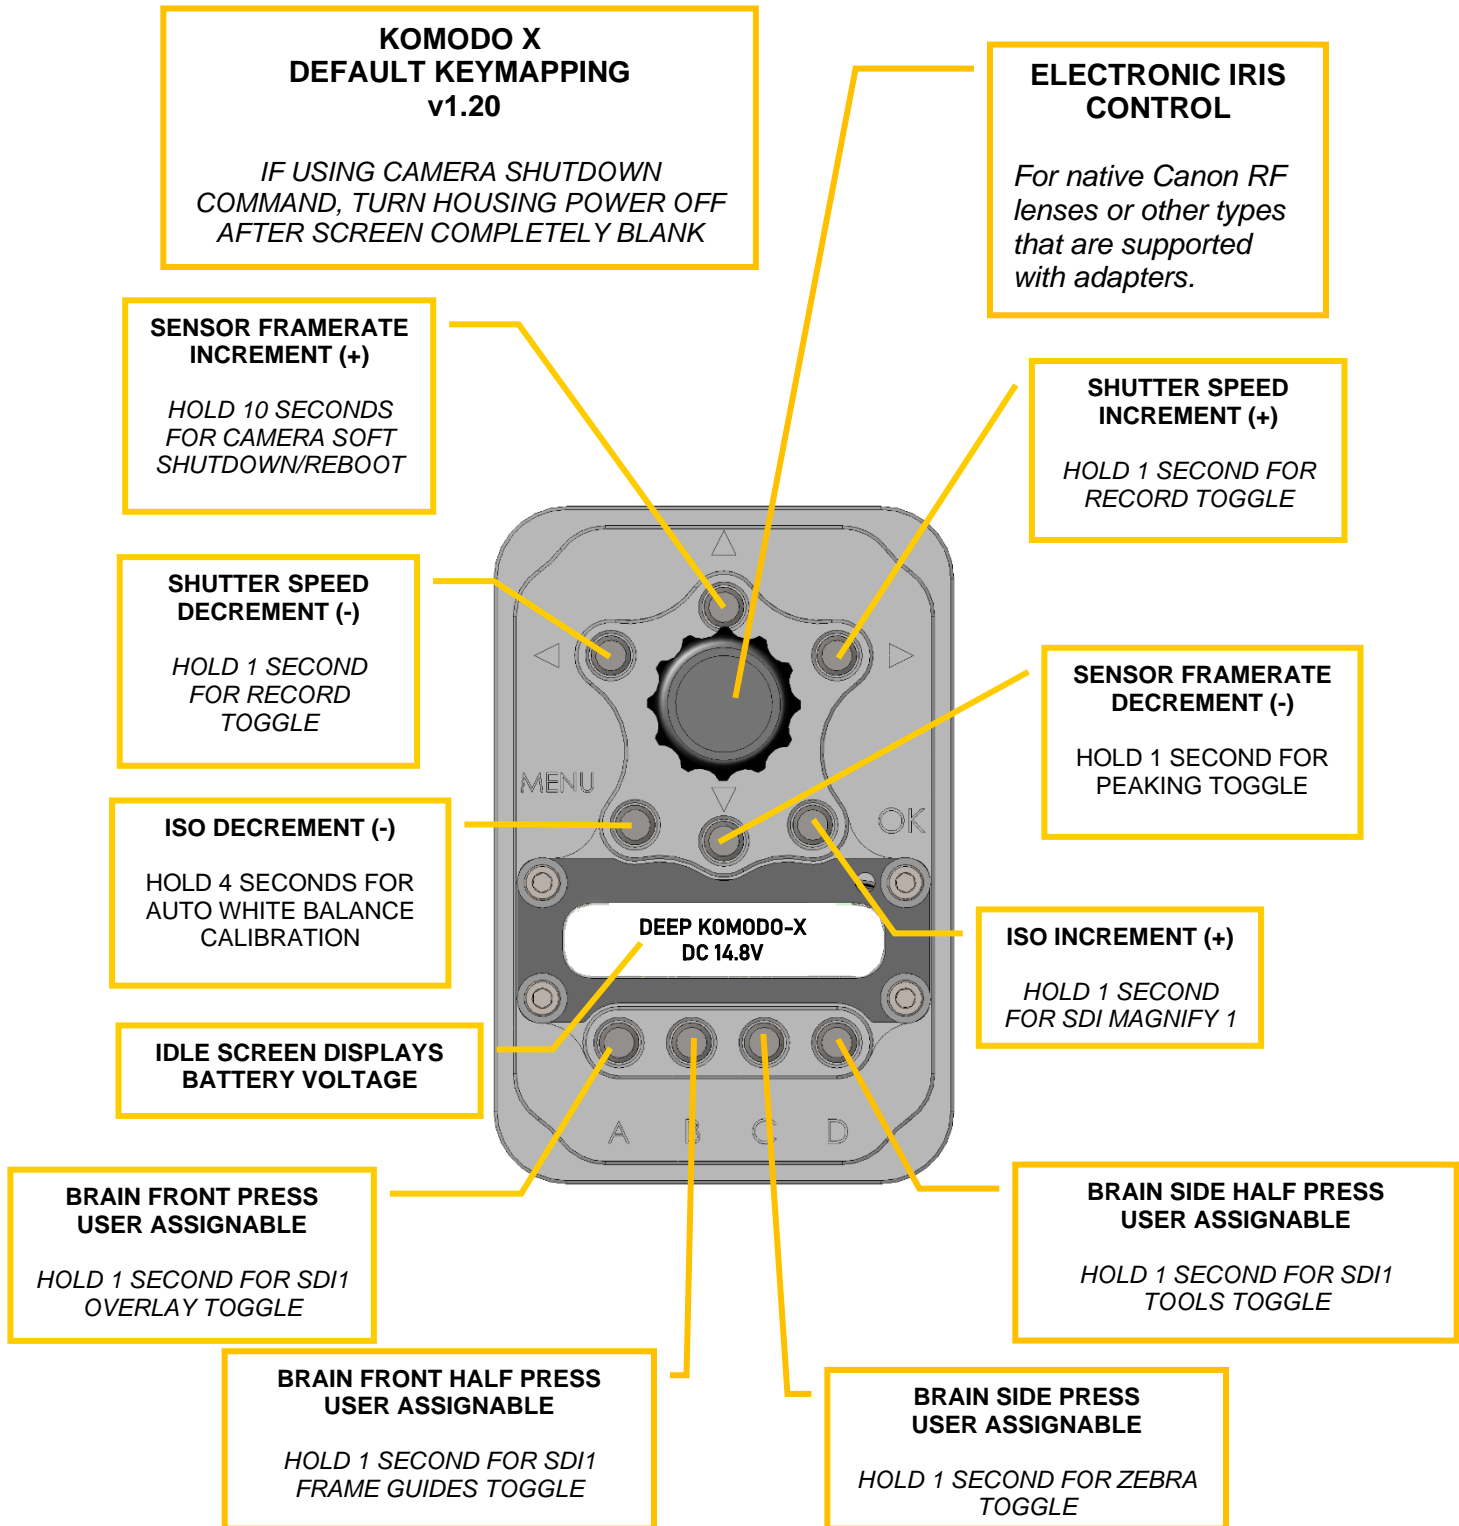 KOMODO X
DEFAULT KEYMAPPING
v1.20
IF USING CAMERA SHUTDOWN
COMMAND, TURN HOUSING POWER OFF
AFTER SCREEN COMPLETELY BLANK
ELECTRONIC IRIS
CONTROL
For native Canon RF
lenses or other types
that are supported
with adapters.
SENSOR FRAMERATE
INCREMENT (+)
HOLD 10 SECONDS
FOR CAMERA SOFT
SHUTDOWN/REBOOT
SHUTTER SPEED
INCREMENT (+)
HOLD 1 SECOND FOR
RECORD TOGGLE
SHUTTER SPEED
DECREMENT (-)
HOLD 1 SECOND
FOR RECORD
TOGGLE
SENSOR FRAMERATE
DECREMENT (-)
HOLD 1 SECOND FOR
PEAKING TOGGLE
MENU
OK
ISO DECREMENT (-)
HOLD 4 SECONDS FOR
AUTO WHITE BALANCE
CALIBRATION
DEEP KOMODO-X
DC 14.8V
ISO INCREMENT (+)
HOLD 1 SECOND
FOR SDI MAGNIFY 1
IDLE SCREEN DISPLAYS
BATTERY VOLTAGE
A B C D
BRAIN FRONT PRESS
USER ASSIGNABLE
HOLD 1 SECOND FOR SDI1
OVERLAY TOGGLE
BRAIN SIDE HALF PRESS
USER ASSIGNABLE
HOLD 1 SECOND FOR SDI1
TOOLS TOGGLE
BRAIN FRONT HALF PRESS
USER ASSIGNABLE
HOLD 1 SECOND FOR SDI1
FRAME GUIDES TOGGLE
BRAIN SIDE PRESS
USER ASSIGNABLE
HOLD 1 SECOND FOR ZEBRA
TOGGLE